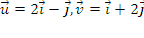 u⃗ = 2i⃗ − j⃗, v⃗ = i⃗ + 2j⃗